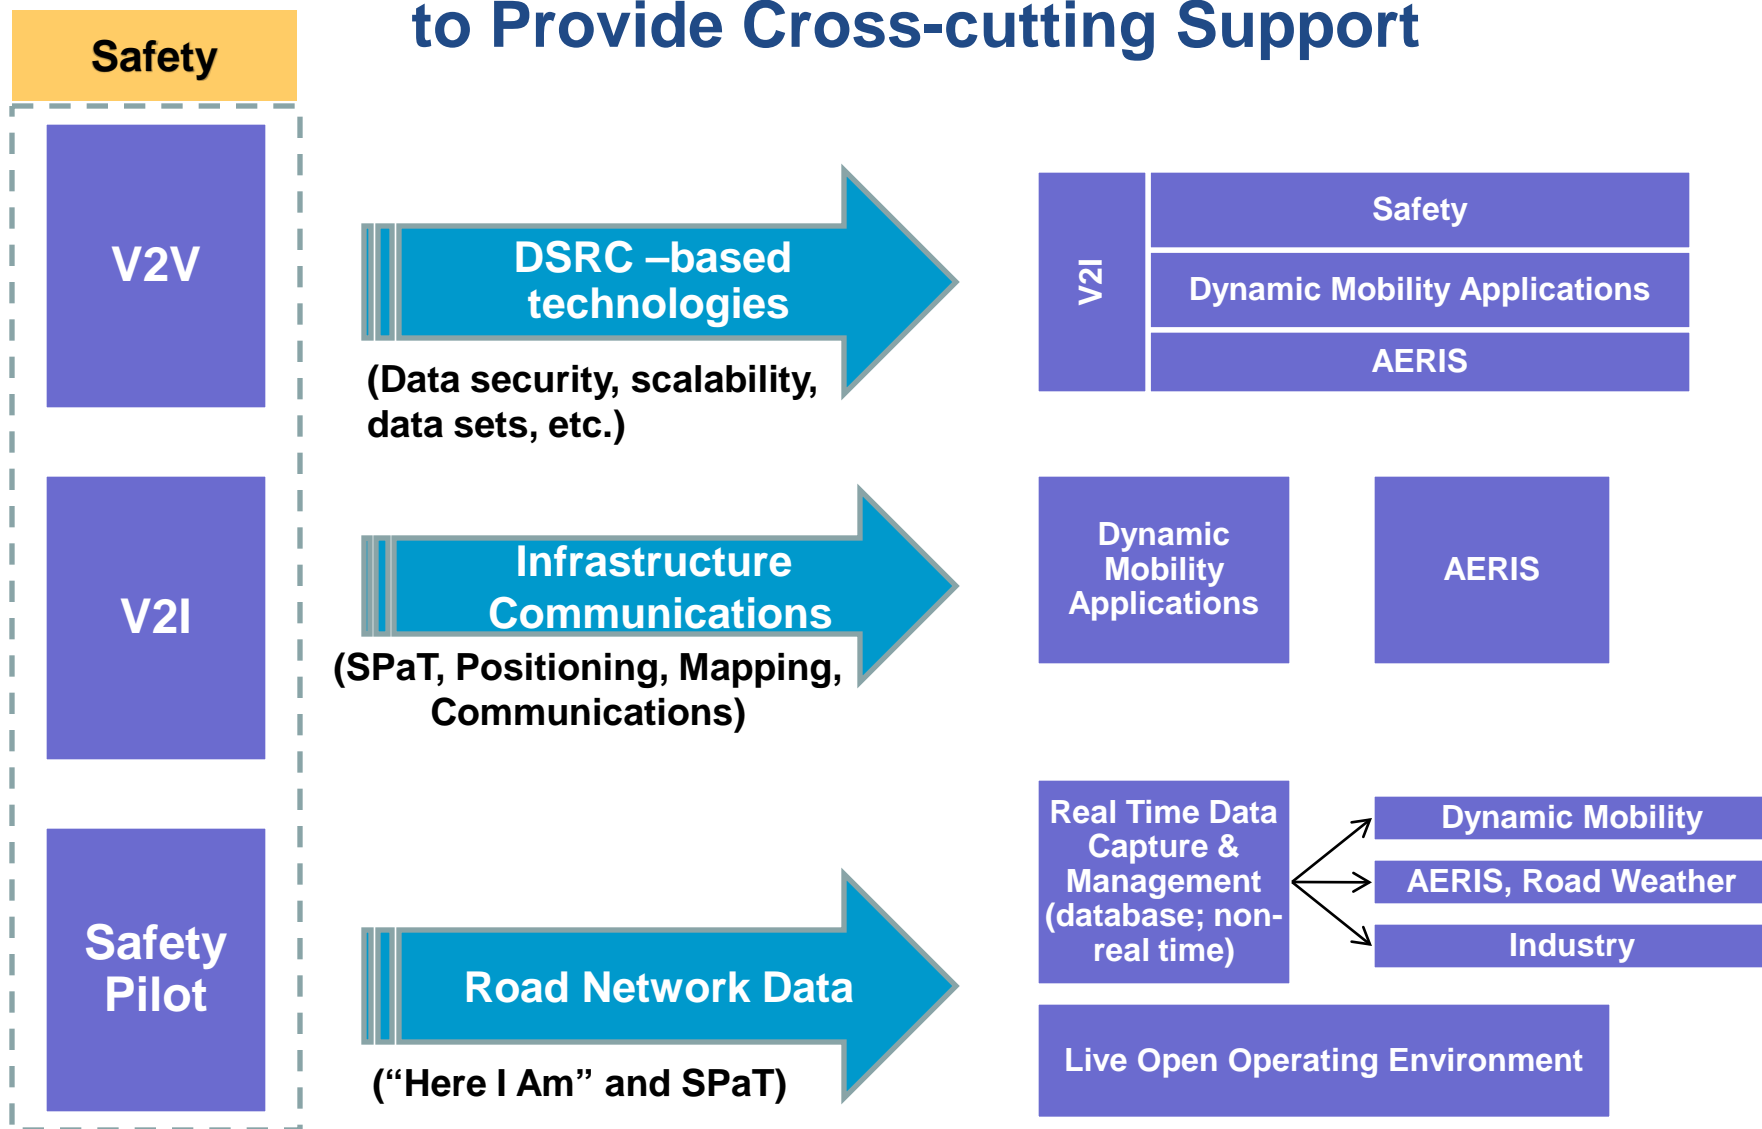 to Provide Cross-cutting Support
Safety
V2V
DSRC –based
technologies
(Data security, scalability,
data sets, etc.)
V2I
Safety
Dynamic Mobility Applications
AERIS
V2I
Infrastructure
Communications
(SPaT, Positioning, Mapping,
Communications)
Dynamic
Mobility
Applications
AERIS
Safety
Pilot
Road Network Data
(“Here I Am” and SPaT)
Real Time Data
Capture &
Management
(database; non-
real time)
Dynamic Mobility
AERIS, Road Weather
Industry
Live Open Operating Environment